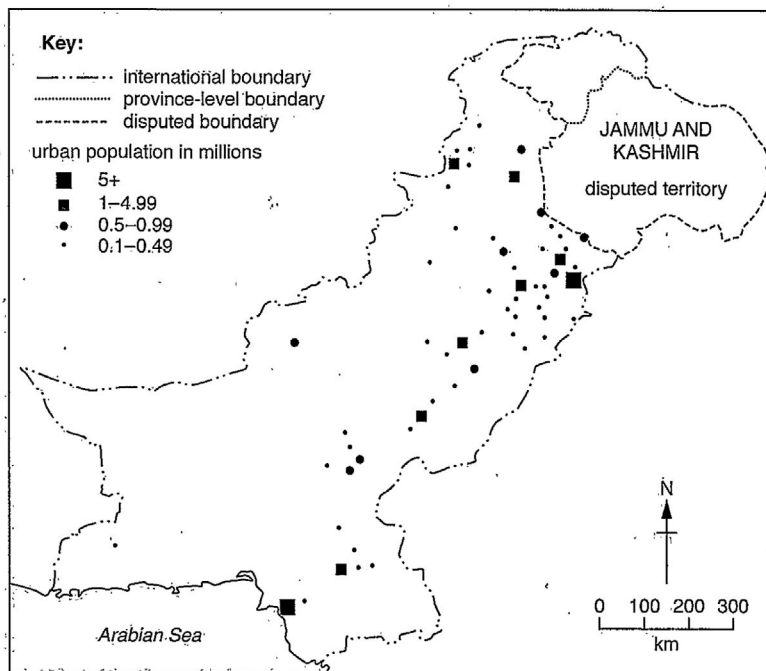 Key:
international boundary
province-level boundary
disputed boundary
urban population in millions
5+
1–4.99
0.5–0.99
0.1–0.49
JAMMU AND
KASHMIR
disputed territory
N
0 100 200 300
km
Arabian Sea